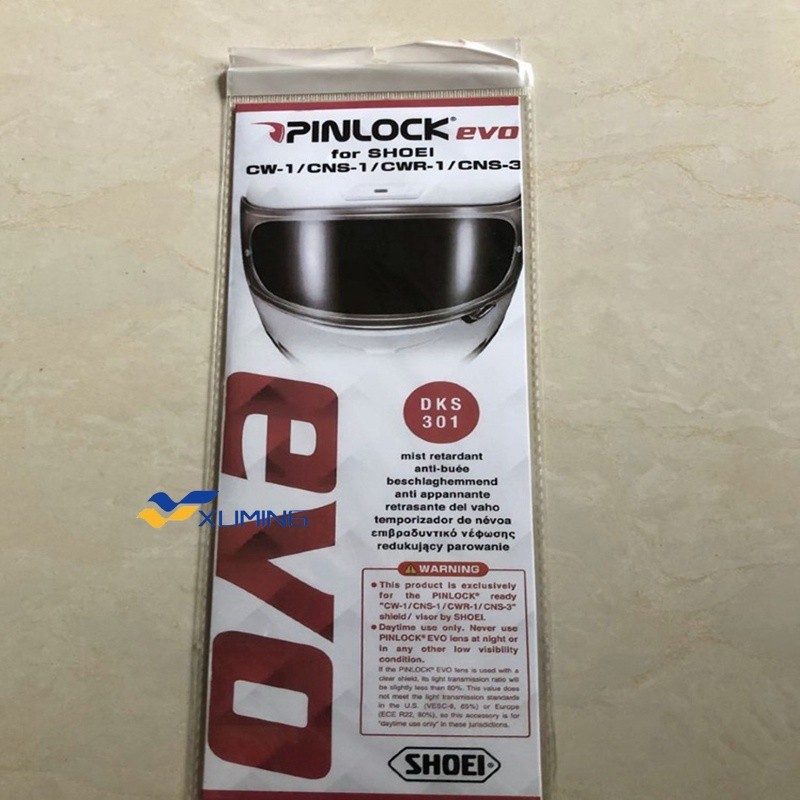 PINLOCK® evo
for SHOEI
CW-1/CNS-1/CWR-1/CNS-3
evo
DKS
301
mist retardant
anti-buée
beschlaghemmend
anti appannante
retrasante del vaho
temporizador de névoa
επιβραδυντικό νέφωσης
redukujący parowanie
XUMING
WARNING
• This product is exclusively
for the PINLOCK® ready
"CW-1/CNS-1/CWR-1/CNS-3"
shield/ visor by SHOEI.
• Daytime use only. Never use
PINLOCK® EVO lens at night or
in any other low visibility
condition.
If the PINLOCK® EVO lens is used with a
clear shield, its light transmission ratio will
be slightly less than 80%. This value does
not meet the light transmission standards
in the U.S. (VESC-8, 85%) or Europe
(ECE R22, 80%), so this accessory is for
"daytime use only" in these jurisdictions.
SHOEI